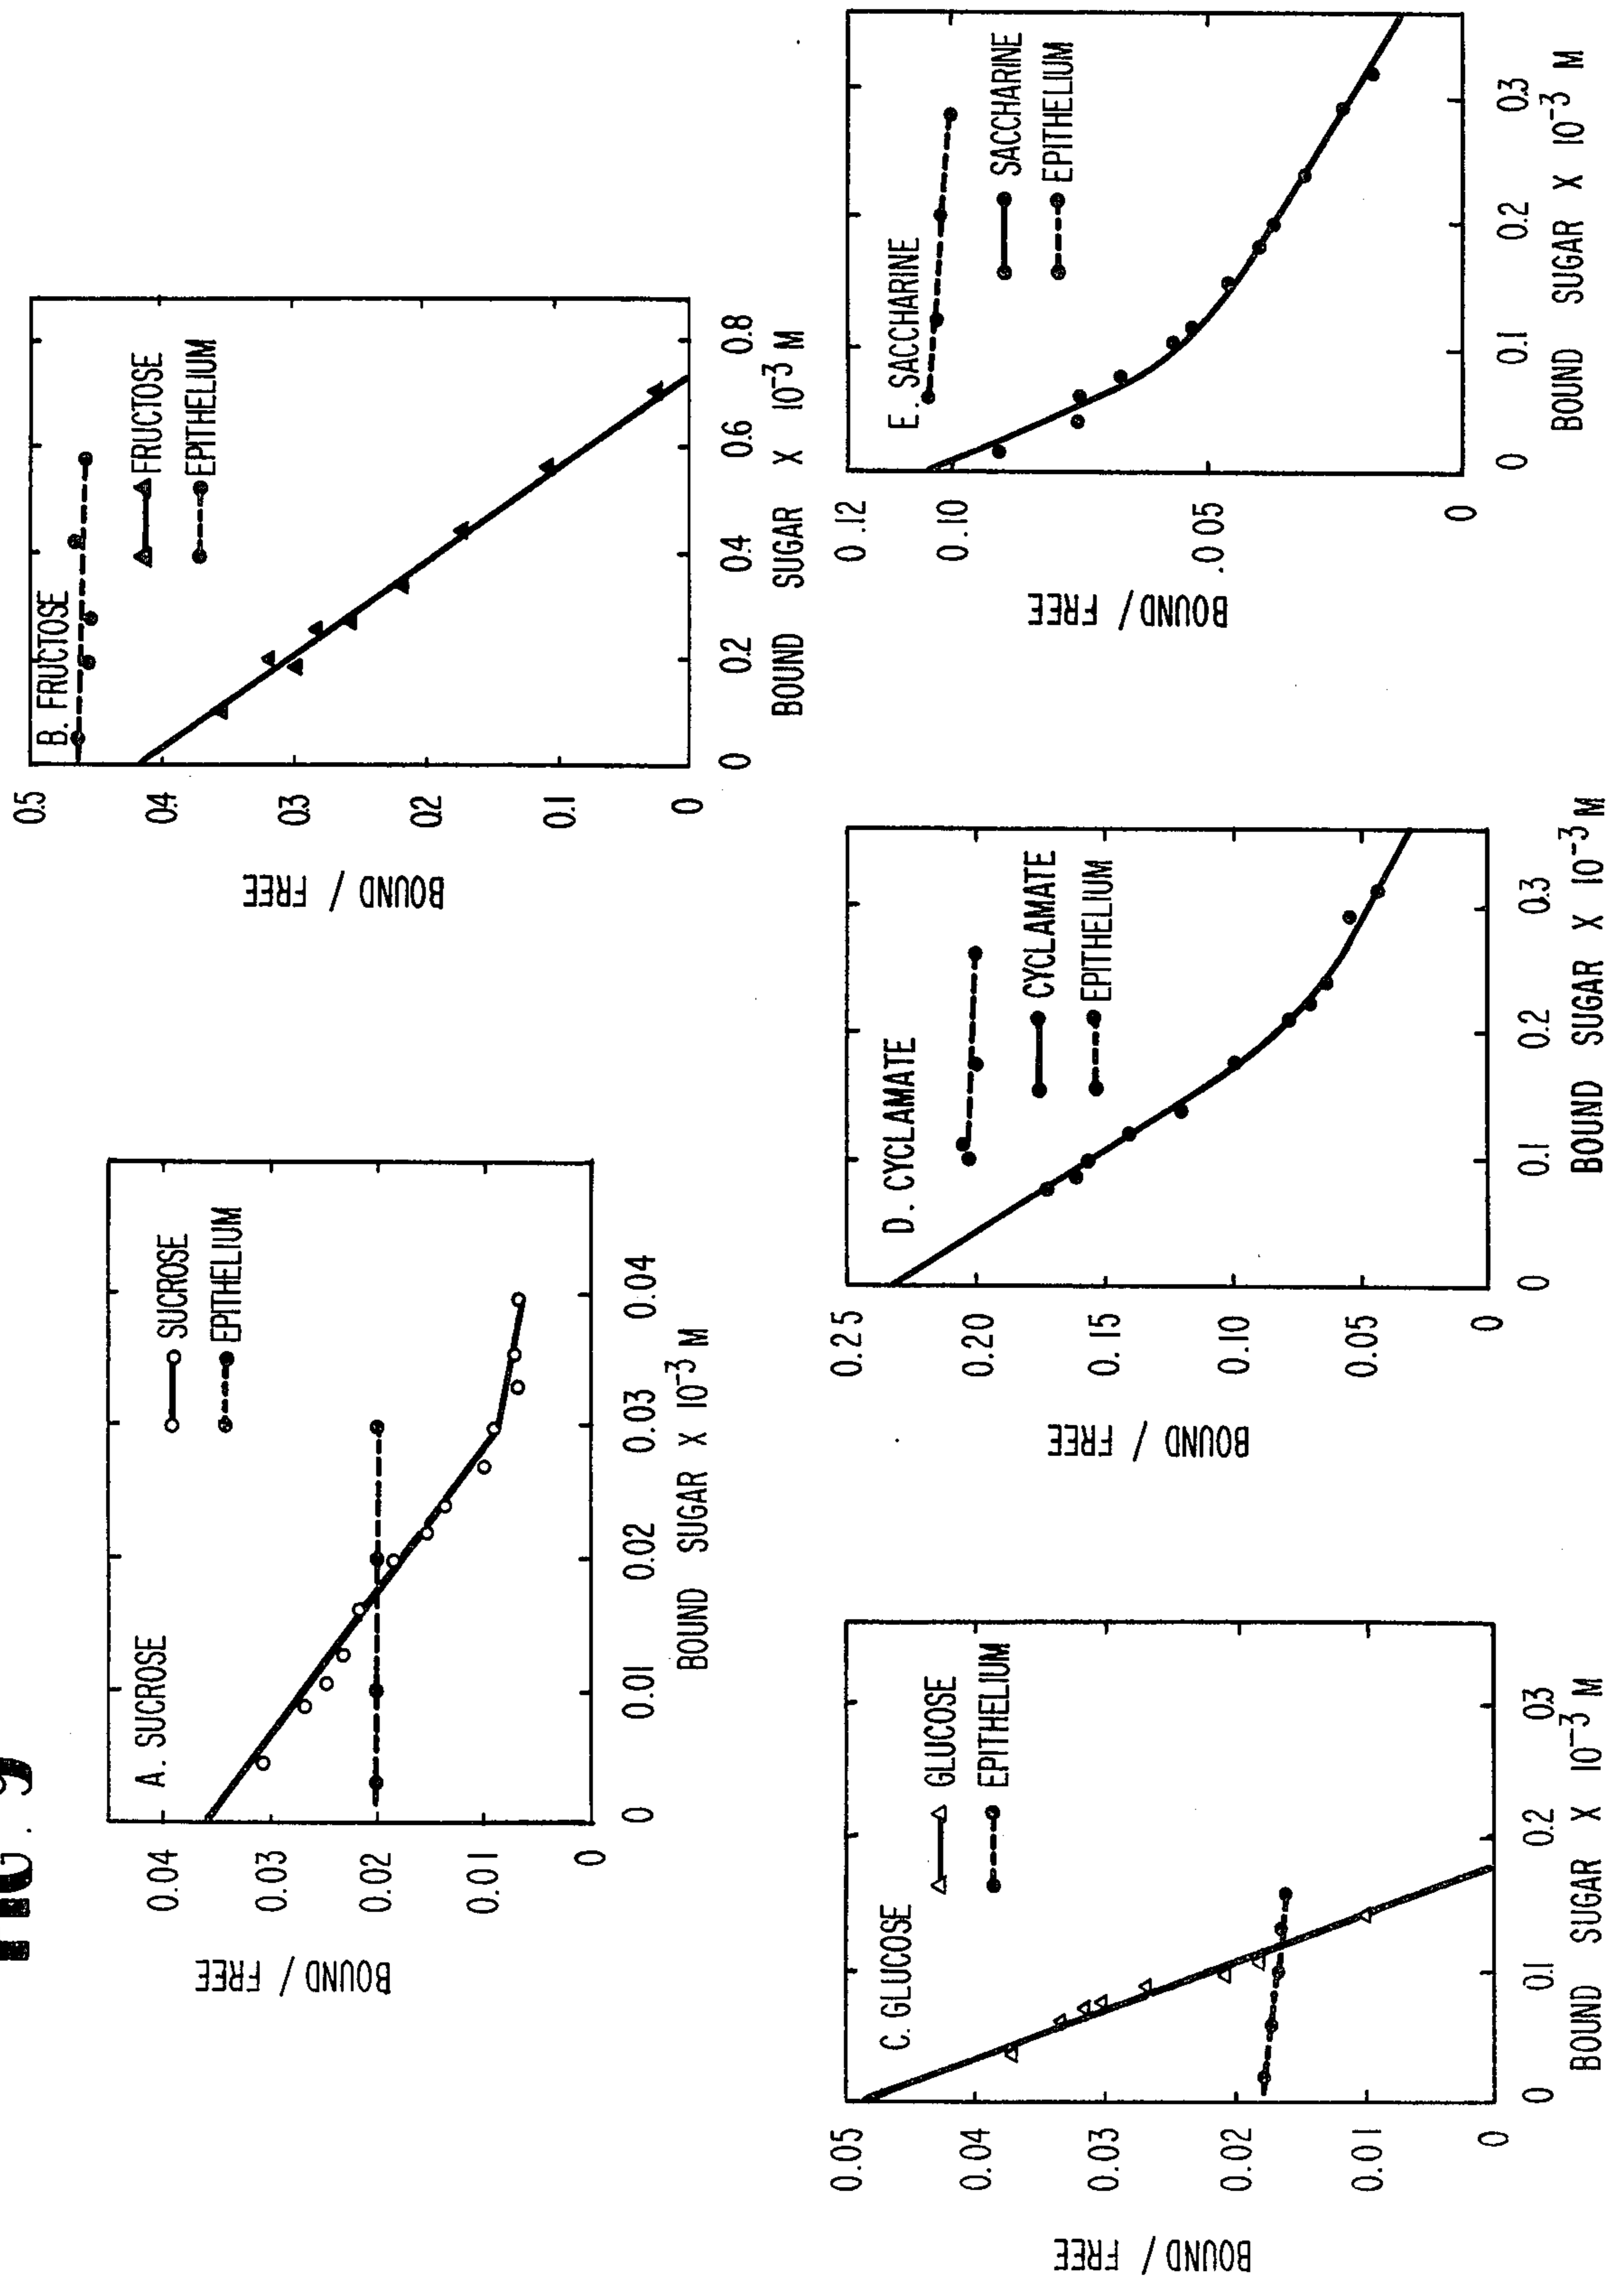 FIG. 9
A. SUCROSE
SUCROSE
EPITHELIUM
0.04
0.03
0.02
0.01
0
BOUND / FREE
0 0.01 0.02 0.03 0.04
BOUND SUGAR X 10⁻³ M
B. FRUCTOSE
FRUCTOSE
EPITHELIUM
0.5
0.4
0.3
0.2
0.1
0
BOUND / FREE
0 0.2 0.4 0.6 0.8
BOUND SUGAR X 10⁻³ M
C. GLUCOSE
GLUCOSE
EPITHELIUM
0.05
0.04
0.03
0.02
0.01
0
BOUND / FREE
0 0.1 0.2 0.3
BOUND SUGAR X 10⁻³ M
D. CYCLAMATE
CYCLAMATE
EPITHELIUM
0.25
0.20
0.15
0.10
0.05
0
BOUND / FREE
0 0.1 0.2 0.3
BOUND SUGAR X 10⁻³ M
E. SACCHARINE
SACCHARINE
EPITHELIUM
0.12
0.10
.005
0
BOUND / FREE
0 0.1 0.2 0.3
BOUND SUGAR X 10⁻³ M